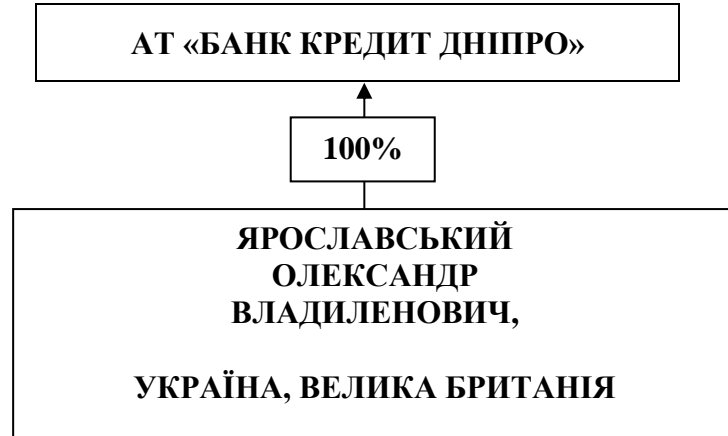 АТ «БАНК КРЕДИТ ДНІПРО»
100%
ЯРОСЛАВСЬКИЙ
ОЛЕКСАНДР
ВЛАДИЛЕНОВИЧ,
УКРАЇНА, ВЕЛИКА БРИТАНІЯ